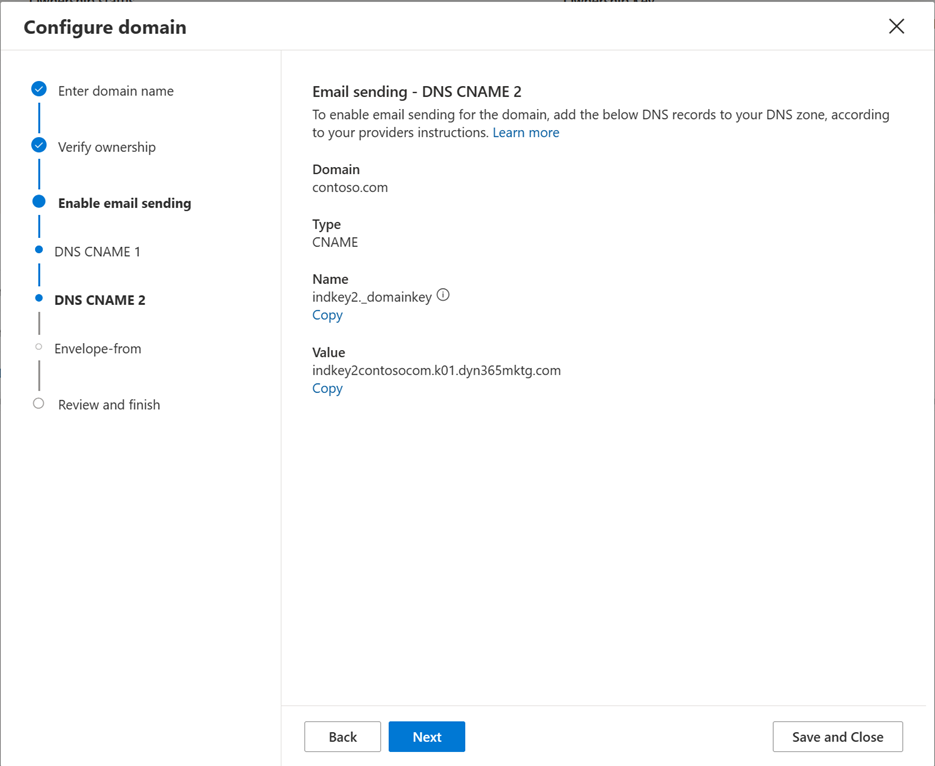 Configure domain
Enter domain name
Verify ownership
Enable email sending
DNS CNAME 1
DNS CNAME 2
Envelope-from
Review and finish
Email sending - DNS CNAME 2
To enable email sending for the domain, add the below DNS records to your DNS zone, according
to your providers instructions. Learn more
Domain
contoso.com
Type
CNAME
Name
indkey2._domainkey
Copy
Value
indkey2contosocom.k01.dyn365mktg.com
Copy
Back
Next
Save and Close